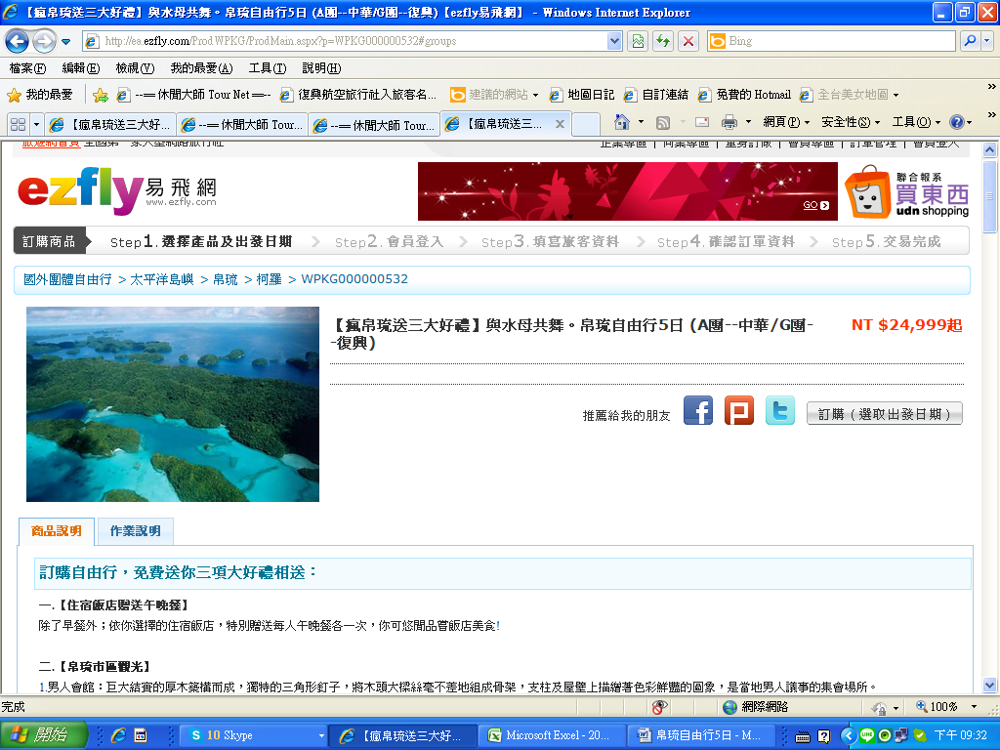 【瘋帛琉送三大好禮】與水母共舞。帛琉自由行5日 (A團--中華/G團--復興)【ezfly易飛網】 - Windows Internet Explorer
http://ea.ezfly.com/ProdWPKG/ProdMain.aspx?p=WPKG000000532#groups
Bing
檔案(F) 編輯(E) 檢視(V) 我的最愛(A) 工具(T) 說明(H)
我的最愛 --═ 休閒大師 Tour Net ═--... 復興航空旅行社入旅客名... 建議的網站 地圖日記 自訂連結 免費的 Hotmail 全台美女地圖 »
【瘋帛琉送三大好... --═ 休閒大師 Tour... --═ 休閒大師 Tour... 【瘋帛琉送三... 網頁(P) 安全性(S) 工具(O) »
旅遊網首頁 全國第一家大型網路旅行社 企業專區 | 同業專區 | 量身訂做 | 會員專區 | 訂單管理 | 會員登入
ezfly 易飛網
www.ezfly.com
GO
聯合報系
買東西
udn shopping
訂購商品 Step1.選擇產品及出發日期 Step2.會員登入 Step3.填寫旅客資料 Step4.確認訂單資料 Step5.交易完成
國外團體自由行 > 太平洋島嶼 > 帛琉 > 柯羅 > WPKG000000532
【瘋帛琉送三大好禮】與水母共舞。帛琉自由行5日 (A團--中華/G團-
-復興)
NT $24,999起
推薦給我的朋友 訂購 ( 選取出發日期 )
商品說明 作業說明
訂購自由行，免費送你三項大好禮相送：
一.【住宿飯店贈送午晚餐】
除了早餐外；依你選擇的住宿飯店，特別贈送每人午晚餐各一次，你可悠閒品嘗飯店美食!
二.【帛琉市區觀光】
1.男人會館：巨大結實的厚木築構而成，獨特的三角形釘子，將木頭大樑絲毫不差地組成骨架，支柱及屋壁上描繪著色彩鮮豔的圖象，是當地男人議事的集會場所。
完成 網際網路 100%
開始 10 Skype 【瘋帛琉送三大好... Microsoft Excel - 20... 帛琉自由行5日 - M... 下午 09:32